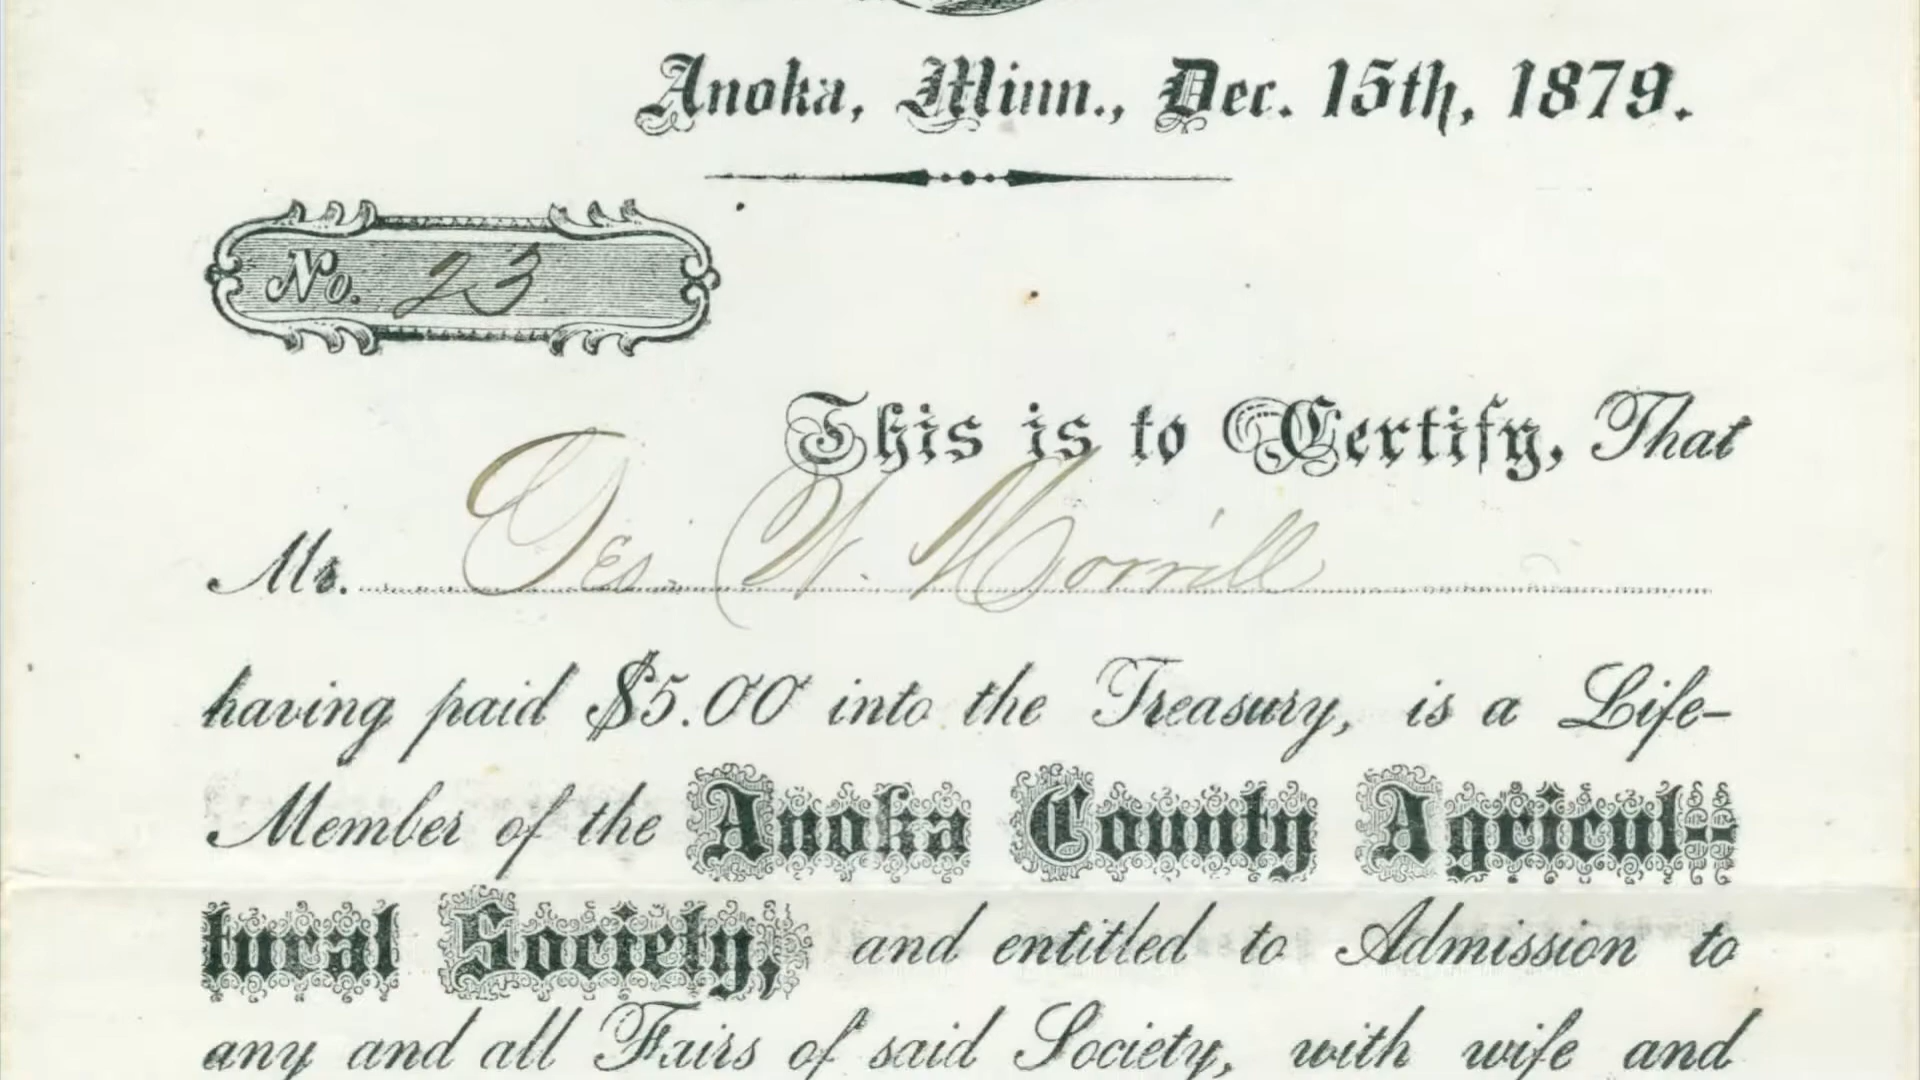 Anoka, Minn., Dec. 15th, 1879.
No. 23
This is to Certify, That
Mr. Geo. W. Morrill
having paid $5.00 into the Treasury, is a Life-
Member of the Anoka County Agricul-
tural Society, and entitled to Admission to
any and all Fairs of said Society, with wife and